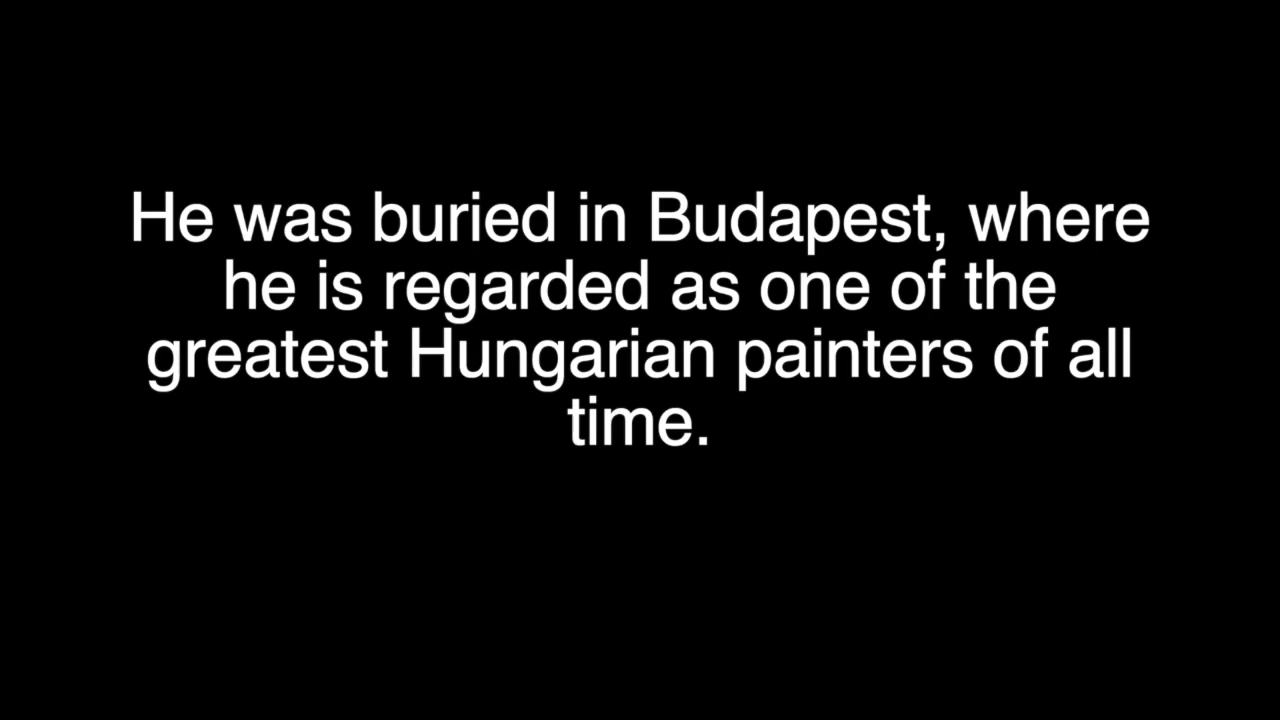 He was buried in Budapest, where
he is regarded as one of the
greatest Hungarian painters of all
time.